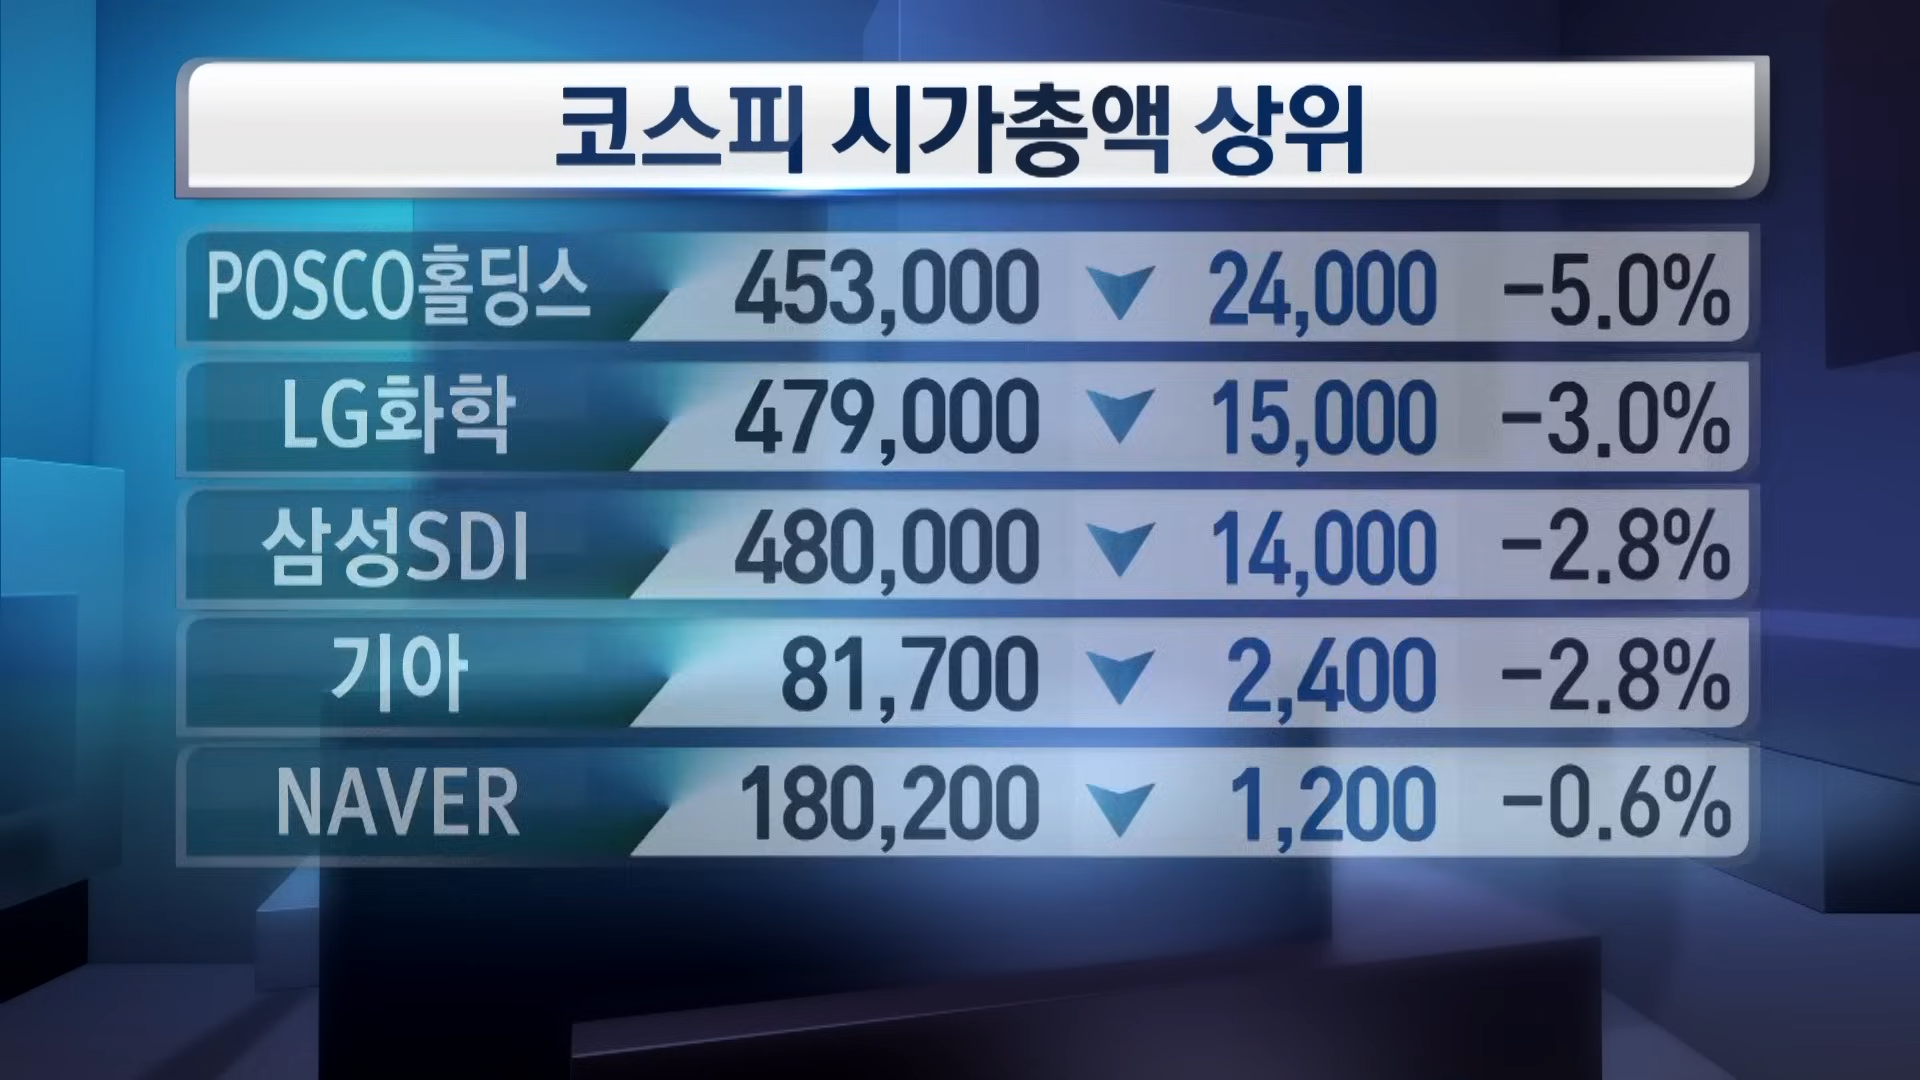 코스피 시가총액 상위
POSCO홀딩스 453,000 ▼ 24,000 -5.0%
LG화학 479,000 ▼ 15,000 -3.0%
삼성SDI 480,000 ▼ 14,000 -2.8%
기아 81,700 ▼ 2,400 -2.8%
NAVER 180,200 ▼ 1,200 -0.6%